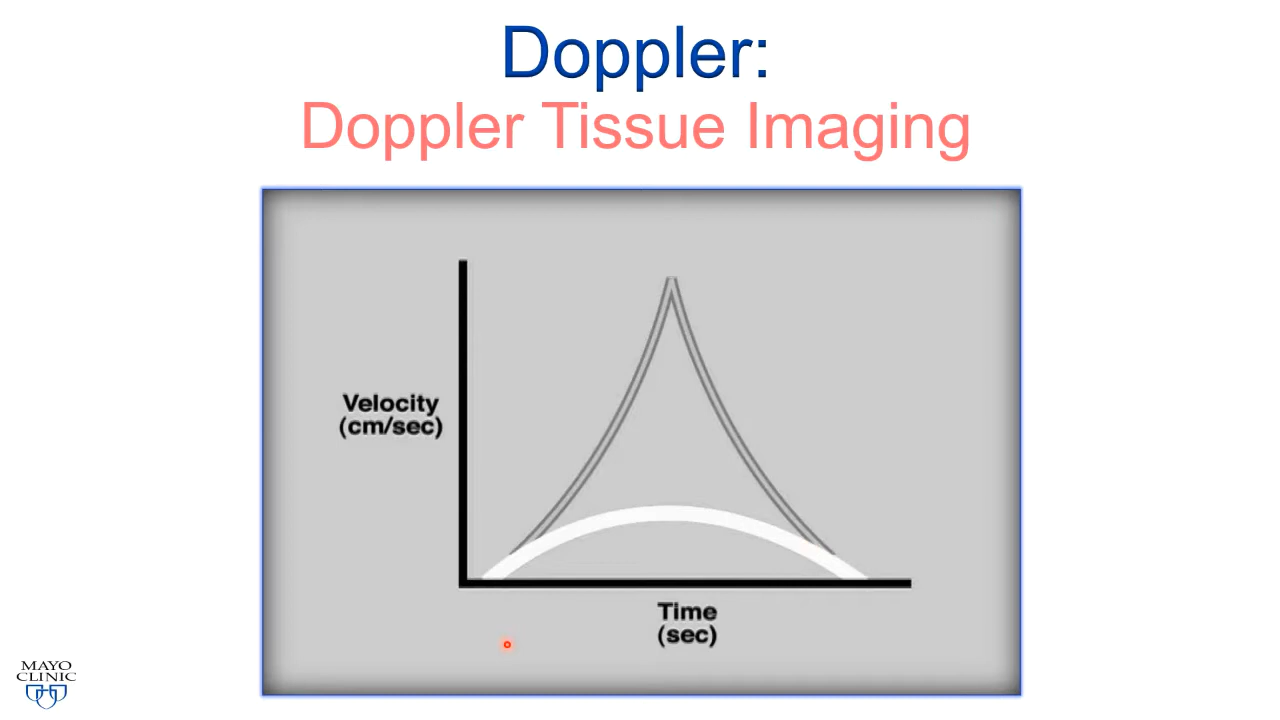 Doppler:
Doppler Tissue Imaging
Velocity
(cm/sec)
Time
(sec)
MAYO
CLINIC